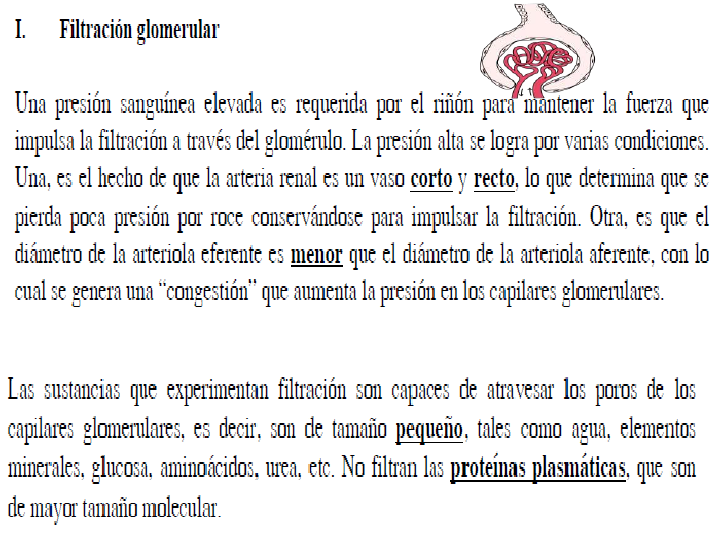 I. Filtración glomerular
Una presión sanguínea elevada es requerida por el riñón para mantener la fuerza que
impulsa la filtración a través del glomérulo. La presión alta se logra por varias condiciones.
Una, es el hecho de que la arteria renal es un vaso corto y recto, lo que determina que se
pierda poca presión por roce conservándose para impulsar la filtración. Otra, es que el
diámetro de la arteriola eferente es menor que el diámetro de la arteriola aferente, con lo
cual se genera una “congestión” que aumenta la presión en los capilares glomerulares.
Las sustancias que experimentan filtración son capaces de atravesar los poros de los
capilares glomerulares, es decir, son de tamaño pequeño, tales como agua, elementos
minerales, glucosa, aminoácidos, urea, etc. No filtran las proteínas plasmáticas, que son
de mayor tamaño molecular.